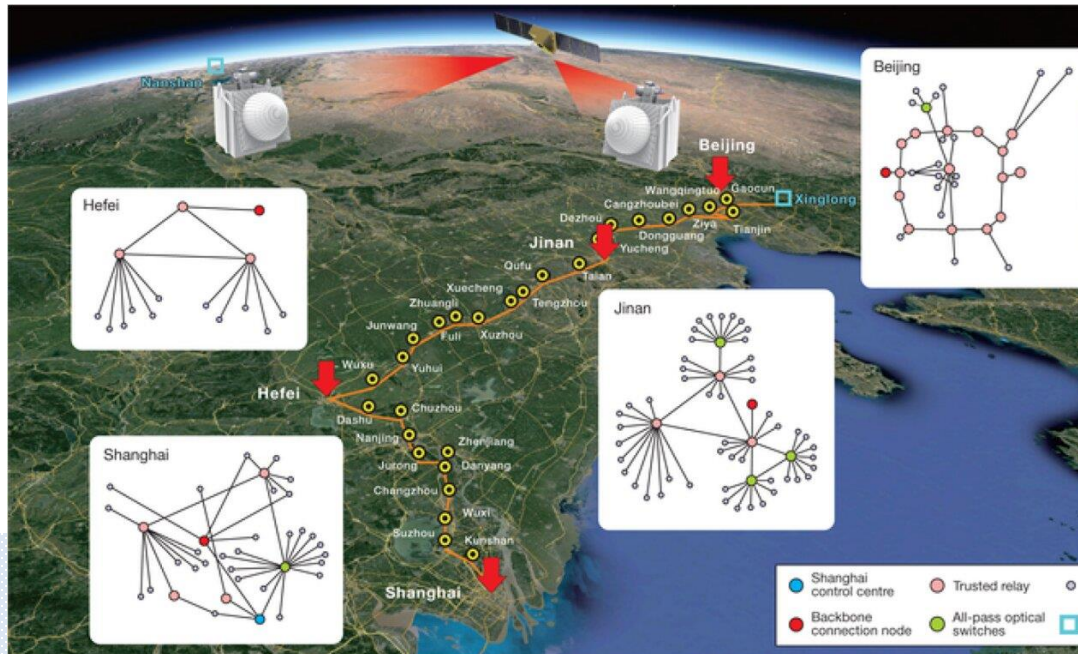 Nanshan
Beijing
Beijing
Wangqingtuo
Gaocun
Cangzhoubei
Xinglong
Dezhou
Ziya
Dongguang
Tianjin
Hefei
Jinan
Yucheng
Qufu
Taian
Xuecheng
Tengzhou
Zhuangli
Jinan
Junwang
Fuli
Xuzhou
Wuxu
Yuhui
Hefei
Chuzhou
Dashu
Nanjing
Zhenjiang
Shanghai
Jurong
Danyang
Changzhou
Wuxi
Suzhou
Kunshan
Shanghai
Shanghai
control centre
Trusted relay
Backbone
connection node
All-pass optical
switches